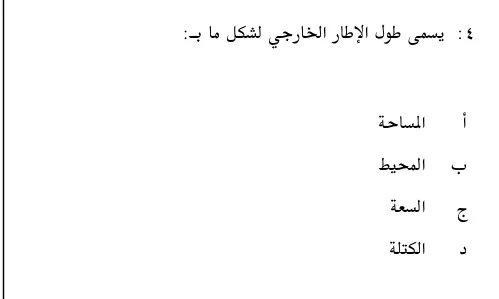 ٤: يسمى طول الإطار الخارجي لشكل ما بـ:
أ المساحة
ب المحيط
ج السعة
د الكتلة